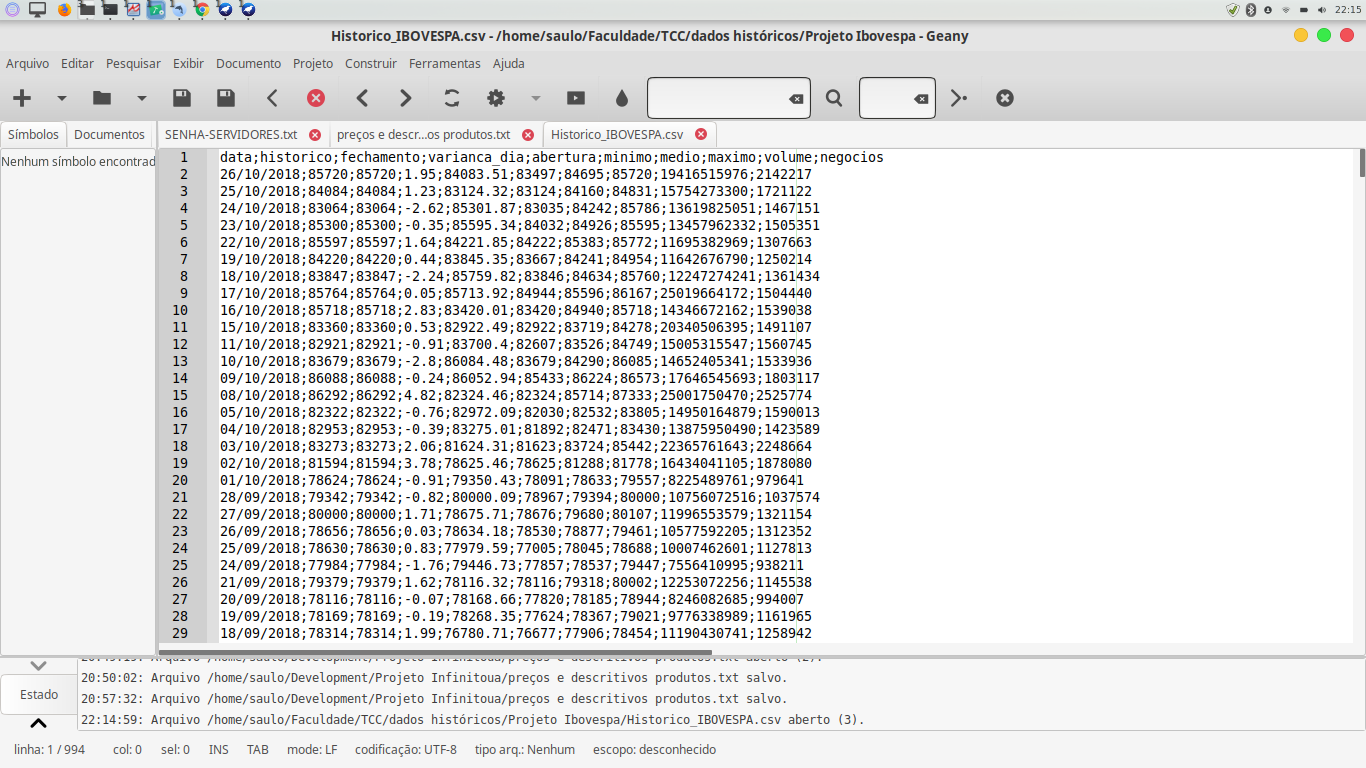 22:15
Historico_IBOVESPA.csv - /home/saulo/Faculdade/TCC/dados históricos/Projeto Ibovespa - Geany
Arquivo Editar Pesquisar Exibir Documento Projeto Construir Ferramentas Ajuda
Símbolos Documentos SENHA-SERVIDORES.txt preços e descr...os produtos.txt Historico_IBOVESPA.csv
Nenhum símbolo encontrad
1 data;historico;fechamento;varianca_dia;abertura;minimo;medio;maximo;volume;negocios
2 26/10/2018;85720;85720;1.95;84083.51;83497;84695;85720;19416515976;2142217
3 25/10/2018;84084;84084;1.23;83124.32;83124;84160;84831;15754273300;1721122
4 24/10/2018;83064;83064;-2.62;85301.87;83035;84242;85786;13619825051;1467151
5 23/10/2018;85300;85300;-0.35;85595.34;84032;84926;85595;13457962332;1505351
6 22/10/2018;85597;85597;1.64;84221.85;84222;85383;85772;11695382969;1307663
7 19/10/2018;84220;84220;0.44;83845.35;83667;84241;84954;11642676790;1250214
8 18/10/2018;83847;83847;-2.24;85759.82;83846;84634;85760;12247274241;1361434
9 17/10/2018;85764;85764;0.05;85713.92;84944;85596;86167;25019664172;1504440
10 16/10/2018;85718;85718;2.83;83420.01;83420;84940;85718;14346672162;1539038
11 15/10/2018;83360;83360;0.53;82922.49;82922;83719;84278;20340506395;1491107
12 11/10/2018;82921;82921;-0.91;83700.4;82607;83526;84749;15005315547;1560745
13 10/10/2018;83679;83679;-2.8;86084.48;83679;84290;86085;14652405341;1533936
14 09/10/2018;86088;86088;-0.24;86052.94;85433;86224;86573;17646545693;1803117
15 08/10/2018;86292;86292;4.82;82324.46;82324;85714;87333;25001750470;2525774
16 05/10/2018;82322;82322;-0.76;82972.09;82030;82532;83805;14950164879;1590013
17 04/10/2018;82953;82953;-0.39;83275.01;81892;82471;83430;13875950490;1423589
18 03/10/2018;83273;83273;2.06;81624.31;81623;83724;85442;22365761643;2248664
19 02/10/2018;81594;81594;3.78;78625.46;78625;81288;81778;16434041105;1878080
20 01/10/2018;78624;78624;-0.91;79350.43;78091;78633;79557;8225489761;979641
21 28/09/2018;79342;79342;-0.82;80000.09;78967;79394;80000;10756072516;1037574
22 27/09/2018;80000;80000;1.71;78675.71;78676;79680;80107;11996553579;1321154
23 26/09/2018;78656;78656;0.03;78634.18;78530;78877;79461;10577592205;1312352
24 25/09/2018;78630;78630;0.83;77979.59;77005;78045;78688;10007462601;1127813
25 24/09/2018;77984;77984;-1.76;79446.73;77857;78537;79447;7556410995;938211
26 21/09/2018;79379;79379;1.62;78116.32;78116;79318;80002;12253072256;1145538
27 20/09/2018;78116;78116;-0.07;78168.66;77820;78185;78944;8246082685;994007
28 19/09/2018;78169;78169;-0.19;78268.35;77624;78367;79021;9776338989;1161965
29 18/09/2018;78314;78314;1.99;76780.71;76677;77906;78454;11190430741;1258942
20:49:19: Arquivo /home/saulo/Development/Projeto Infinitoua/preços e descritivos produtos.txt aberto (2).
20:50:02: Arquivo /home/saulo/Development/Projeto Infinitoua/preços e descritivos produtos.txt salvo.
Estado
20:57:32: Arquivo /home/saulo/Development/Projeto Infinitoua/preços e descritivos produtos.txt salvo.
22:14:59: Arquivo /home/saulo/Faculdade/TCC/dados históricos/Projeto Ibovespa/Historico_IBOVESPA.csv aberto (3).
linha: 1 / 994 col: 0 sel: 0 INS TAB mode: LF codificação: UTF-8 tipo arq.: Nenhum escopo: desconhecido